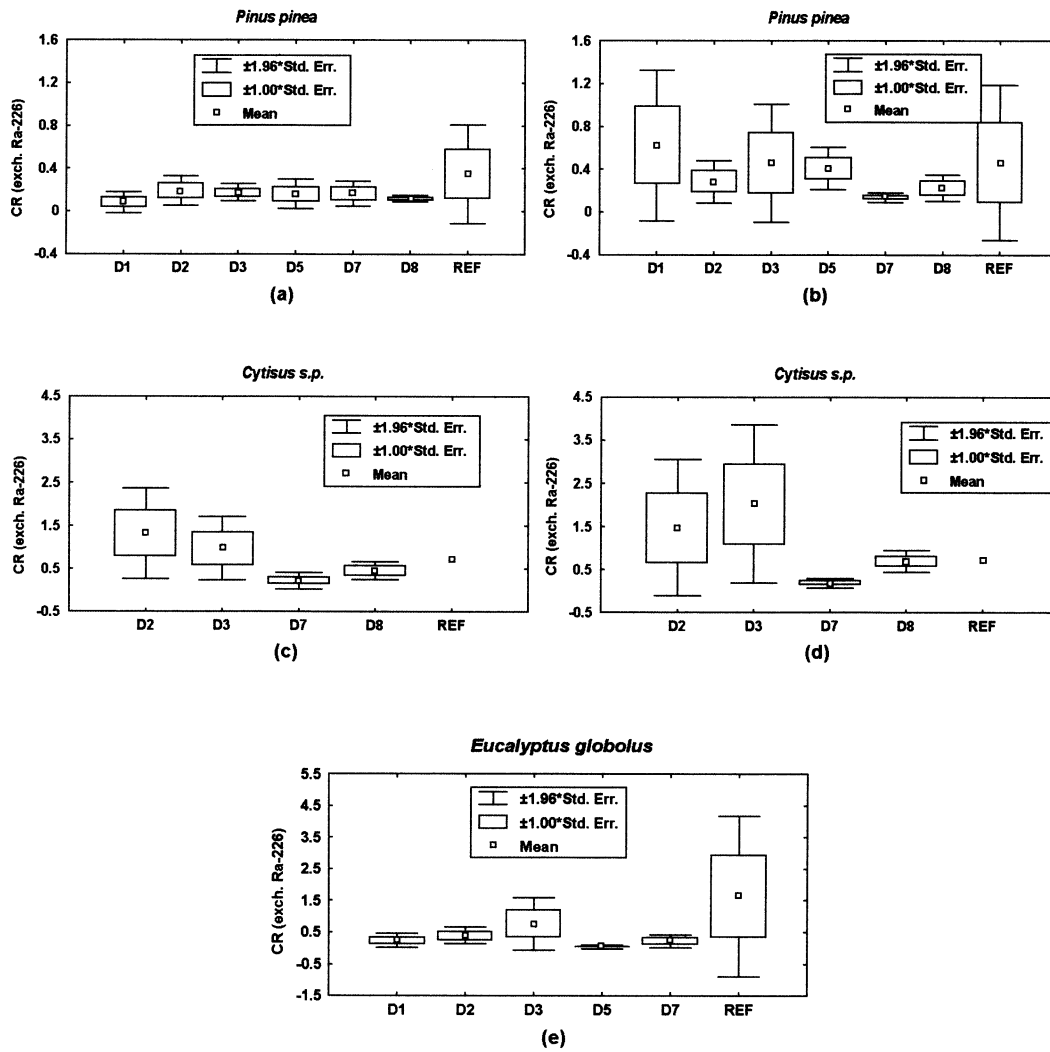 Pinus pinea
CR (exch. Ra-226)
1.6
1.2
0.8
0.4
0
-0.4
±1.96*Std. Err.
±1.00*Std. Err.
Mean
D1 D2 D3 D5 D7 D8 REF
(a)
Pinus pinea
CR (exch. Ra-226)
1.6
1.2
0.8
0.4
0
-0.4
±1.96*Std. Err.
±1.00*Std. Err.
Mean
D1 D2 D3 D5 D7 D8 REF
(b)
Cytisus s.p.
CR (exch. Ra-226)
4.5
3.5
2.5
1.5
0.5
-0.5
±1.96*Std. Err.
±1.00*Std. Err.
Mean
D2 D3 D7 D8 REF
(c)
Cytisus s.p.
CR (exch. Ra-226)
4.5
3.5
2.5
1.5
0.5
-0.5
±1.96*Std. Err.
±1.00*Std. Err.
Mean
D2 D3 D7 D8 REF
(d)
Eucalyptus globolus
CR (exch. Ra-226)
5.5
4.5
3.5
2.5
1.5
0.5
-0.5
-1.5
±1.96*Std. Err.
±1.00*Std. Err.
Mean
D1 D2 D3 D5 D7 REF
(e)